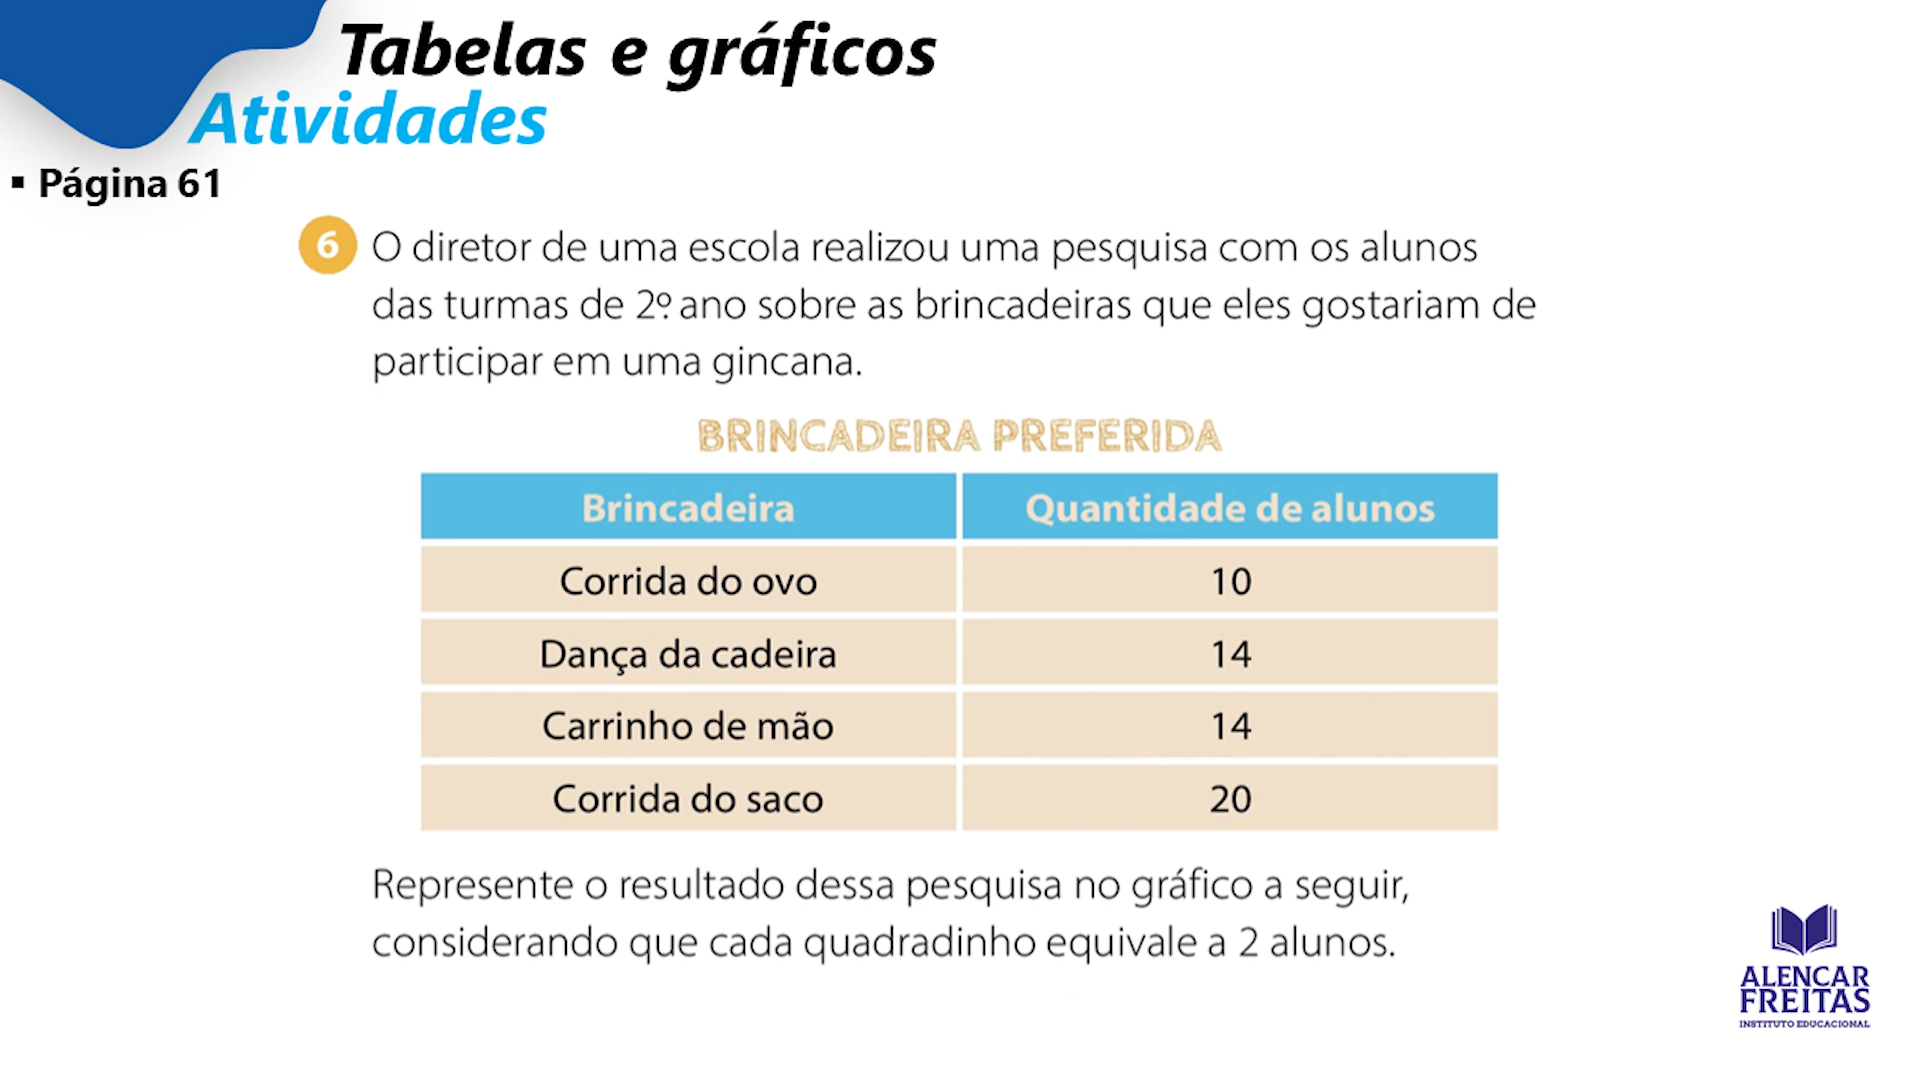 Tabelas e gráficos
Atividades
▪ Página 61
6 O diretor de uma escola realizou uma pesquisa com os alunos
das turmas de 2º ano sobre as brincadeiras que eles gostariam de
participar em uma gincana.
BRINCADEIRA PREFERIDA
Brincadeira Quantidade de alunos
Corrida do ovo 10
Dança da cadeira 14
Carrinho de mão 14
Corrida do saco 20
Represente o resultado dessa pesquisa no gráfico a seguir,
considerando que cada quadradinho equivale a 2 alunos.
ALENCAR
FREITAS
INSTITUTO EDUCACIONAL